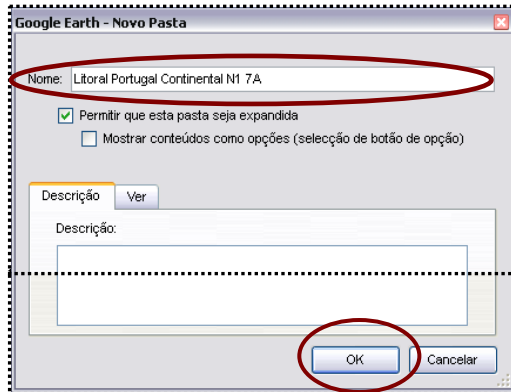 Google Earth - Novo Pasta
Nome: Litoral Portugal Continental N1 7A
Permitir que esta pasta seja expandida
Mostrar conteúdos como opções (selecção de botão de opção)
Descrição Ver
Descrição:
OK Cancelar